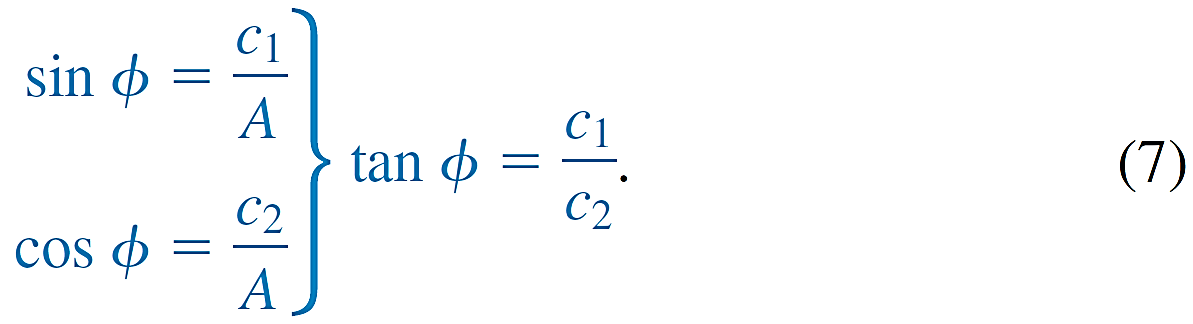 sin ϕ = c₁/A
cos ϕ = c₂/A } tan ϕ = c₁/c₂. (7)